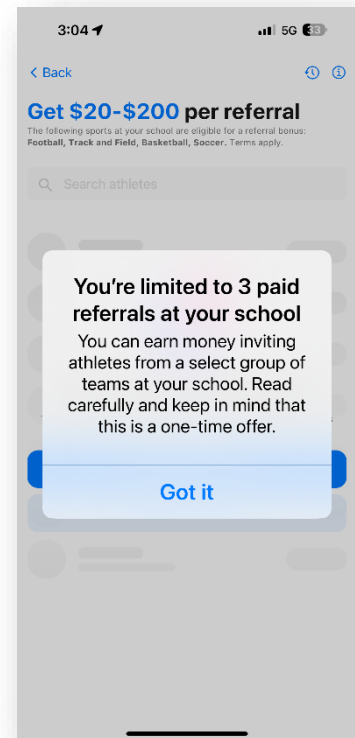 3:04
5G 33
Back
Get $20-$200 per referral
The following sports at your school are eligible for a referral bonus:
Football, Track and Field, Basketball, Soccer. Terms apply.
Search athletes
You're limited to 3 paid
referrals at your school
You can earn money inviting
athletes from a select group of
teams at your school. Read
carefully and keep in mind that
this is a one-time offer.
Got it